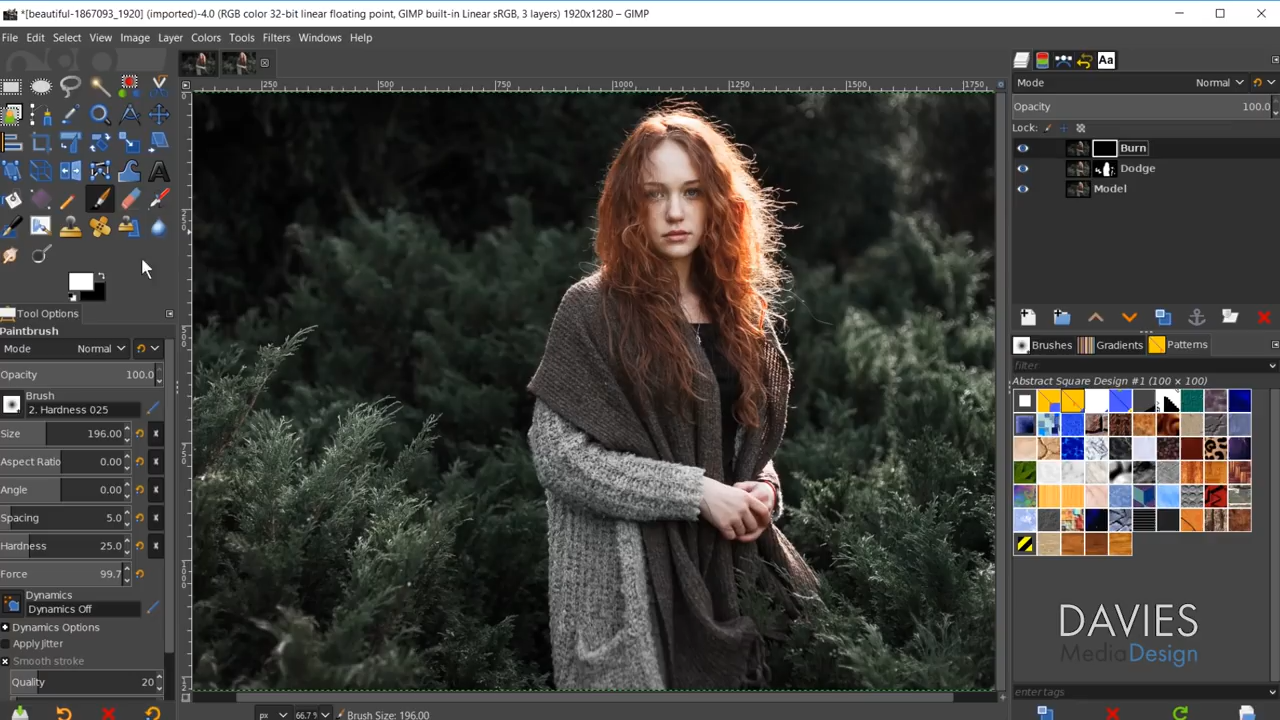 *[beautiful-1867093_1920] (imported)-4.0 (RGB color 32-bit linear floating point, GIMP built-in Linear sRGB, 3 layers) 1920x1280 – GIMP
File Edit Select View Image Layer Colors Tools Filters Windows Help
250 500 750 1000 1250 1500 1750
Tool Options
Paintbrush
Mode Normal
Opacity 100.0
Brush
2. Hardness 025
Size 196.00
Aspect Ratio 0.00
Angle 0.00
Spacing 5.0
Hardness 25.0
Force 99.7
Dynamics
Dynamics Off
Dynamics Options
Apply Jitter
Smooth stroke
Quality 20
px 66.7 % Brush Size: 196.00
Aa
Mode Normal
Opacity 100.0
Lock:
Burn
Dodge
Model
Brushes Gradients Patterns
filter
Abstract Square Design #1 (100 × 100)
DAVIES
MediaDesign
enter tags